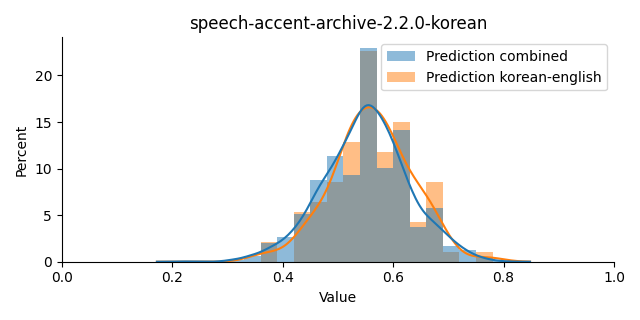 speech-accent-archive-2.2.0-korean
Prediction combined
Prediction korean-english
Percent
20
15
10
5
0
0.0 0.2 0.4 0.6 0.8 1.0
Value